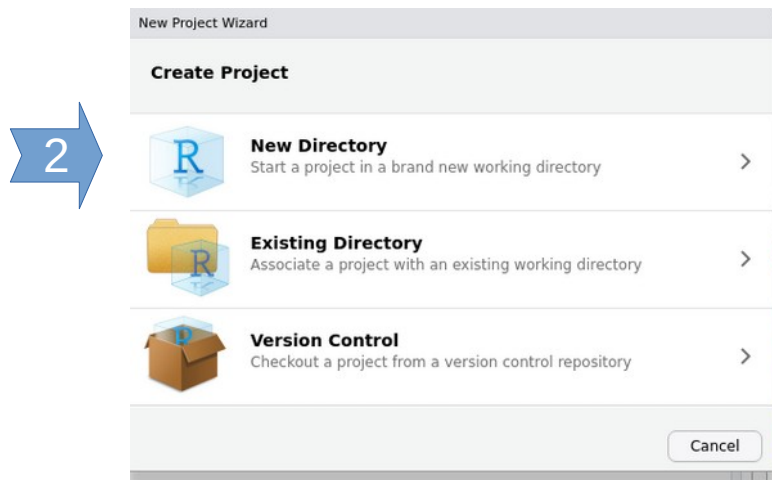 New Project Wizard
Create Project
2
R
New Directory
Start a project in a brand new working directory
R
Existing Directory
Associate a project with an existing working directory
R
Version Control
Checkout a project from a version control repository
Cancel